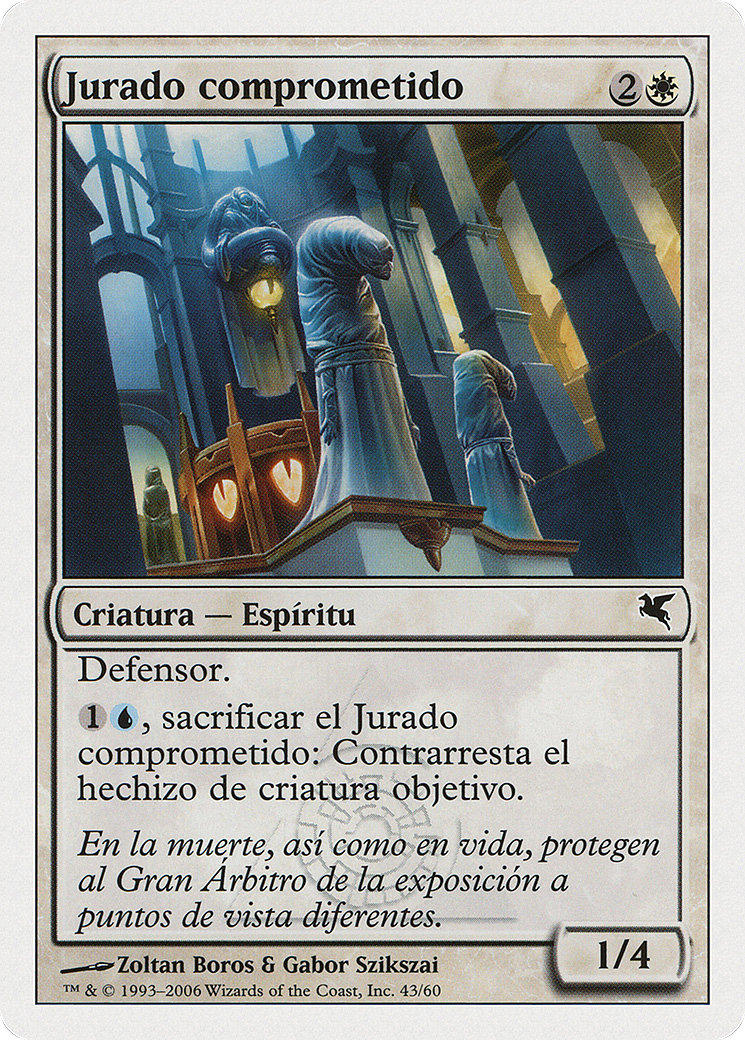 Jurado comprometido
2
Criatura — Espíritu
Defensor.
1, sacrificar el Jurado
comprometido: Contrarresta el
hechizo de criatura objetivo.
En la muerte, así como en vida, protegen
al Gran Árbitro de la exposición a
puntos de vista diferentes.
1/4
Zoltan Boros & Gabor Szikszai
™ & © 1993–2006 Wizards of the Coast, Inc. 43/60